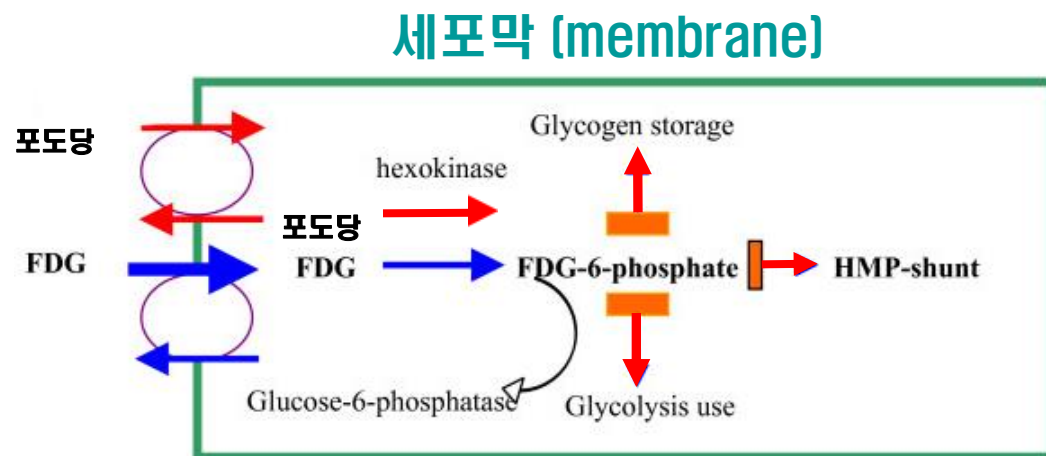 세포막 (membrane)
포도당
Glycogen storage
hexokinase
포도당
FDG
FDG
FDG-6-phosphate
HMP-shunt
Glucose-6-phosphatase
Glycolysis use